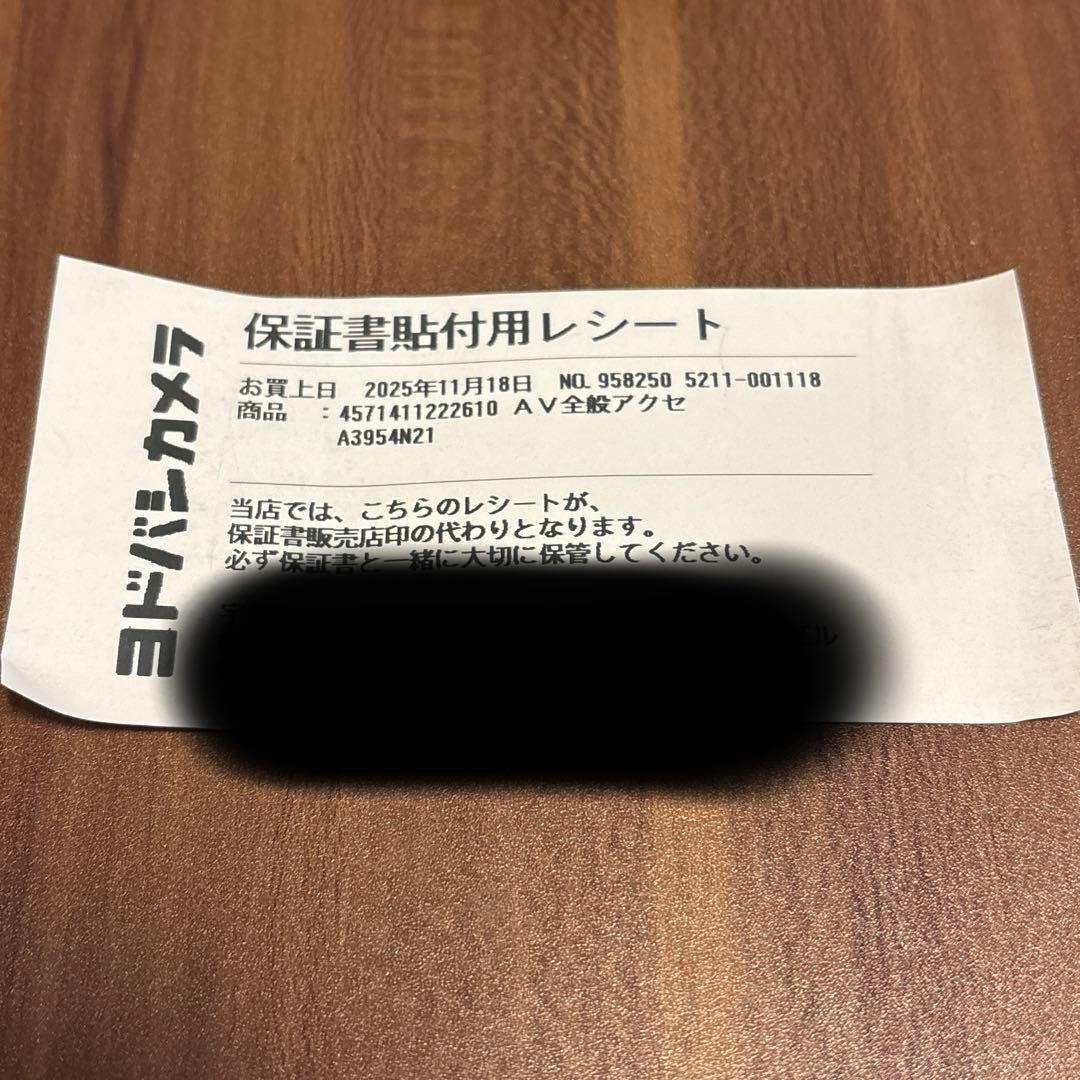 ヨドバシカメラ
保証書貼付用レシート
お買上日 2025年11月18日 NO. 958250 5211-001118
商品 : 4571411222610 AV全般アクセ
A3954N21
当店では、こちらのレシートが、
保証書販売店印の代わりとなります。
必ず保証書と一緒に大切に保管してください。
ビル